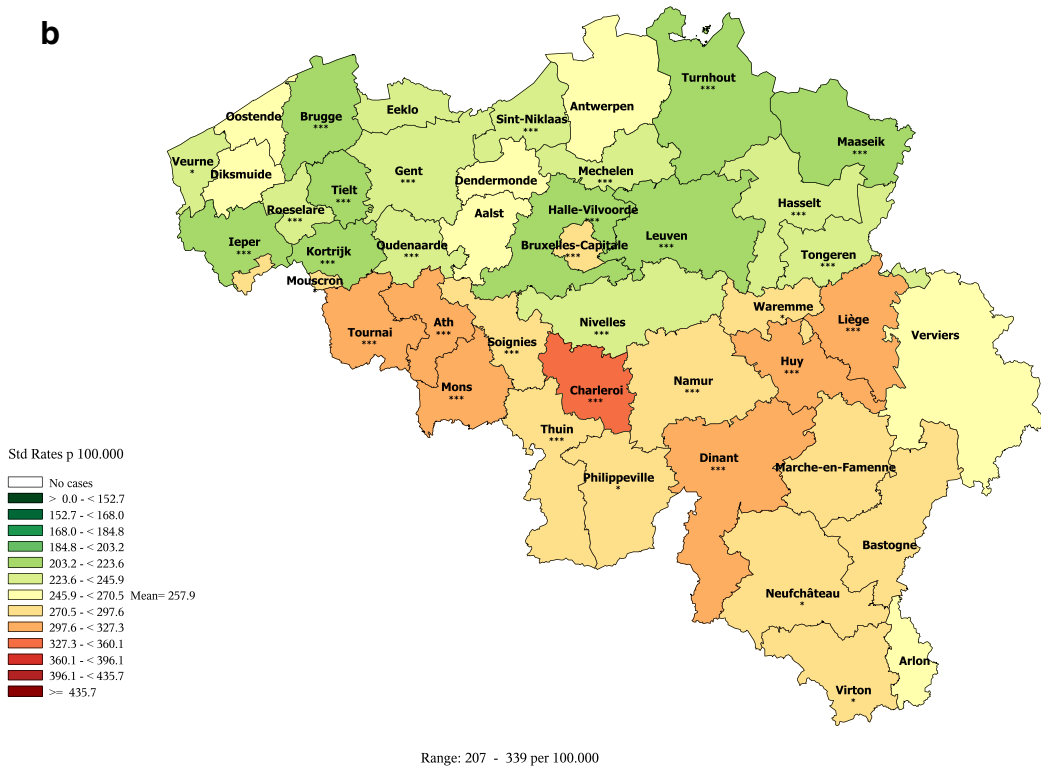 b
Turnhout
***
Antwerpen
Oostende
Brugge
***
Eeklo
Sint-Niklaas
***
Maaseik
***
Veurne
*
Diksmuide
Gent
***
Mechelen
***
Dendermonde
Tielt
***
Roeselare
***
Aalst
Halle-Vilvoorde
***
Hasselt
***
Ieper
***
Kortrijk
***
Oudenaarde
***
Bruxelles-Capitale
***
Leuven
***
Tongeren
***
Mouscron
*
Tournai
***
Ath
***
Soignies
***
Nivelles
***
Waremme
*
Liège
***
Verviers
Mons
***
Charleroi
***
Namur
***
Huy
***
Thuin
***
Philippeville
*
Dinant
***
Marche-en-Famenne
Bastogne
Neufchâteau
*
Arlon
Virton
*
Std Rates p 100.000
No cases
> 0.0 - < 152.7
152.7 - < 168.0
168.0 - < 184.8
184.8 - < 203.2
203.2 - < 223.6
223.6 - < 245.9
245.9 - < 270.5 Mean= 257.9
270.5 - < 297.6
297.6 - < 327.3
327.3 - < 360.1
360.1 - < 396.1
396.1 - < 435.7
>= 435.7
Range: 207 - 339 per 100.000